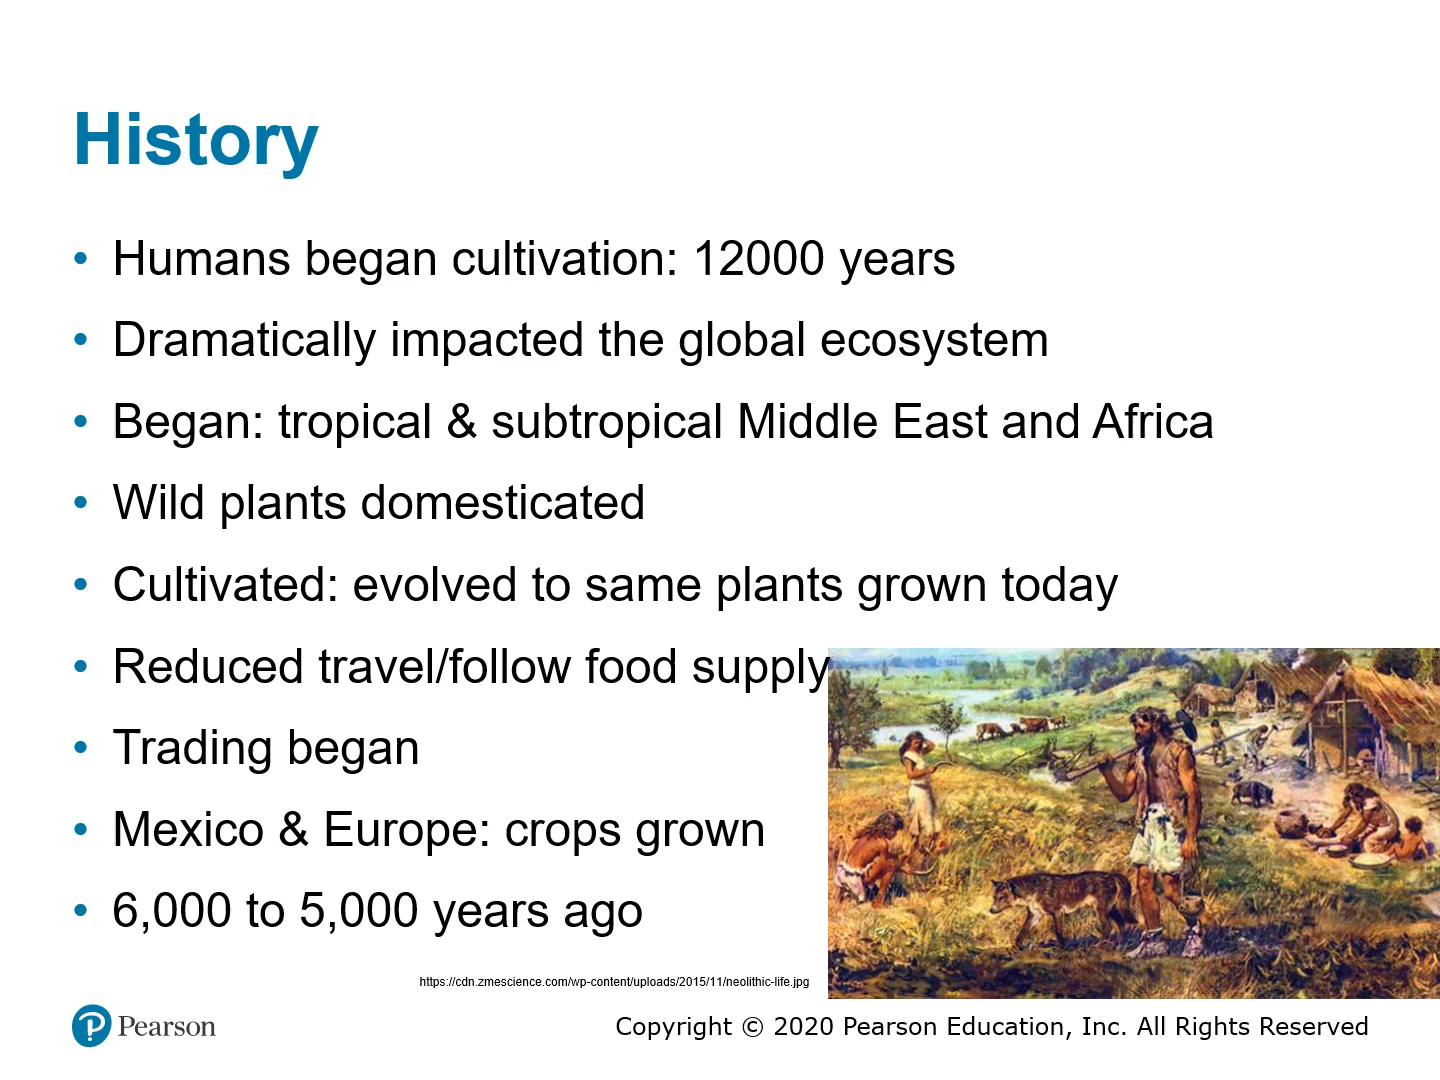 History
• Humans began cultivation: 12000 years
• Dramatically impacted the global ecosystem
• Began: tropical & subtropical Middle East and Africa
• Wild plants domesticated
• Cultivated: evolved to same plants grown today
• Reduced travel/follow food supply
• Trading began
• Mexico & Europe: crops grown
• 6,000 to 5,000 years ago
https://cdn.zmescience.com/wp-content/uploads/2015/11/neolithic-life.jpg
Pearson
Copyright © 2020 Pearson Education, Inc. All Rights Reserved